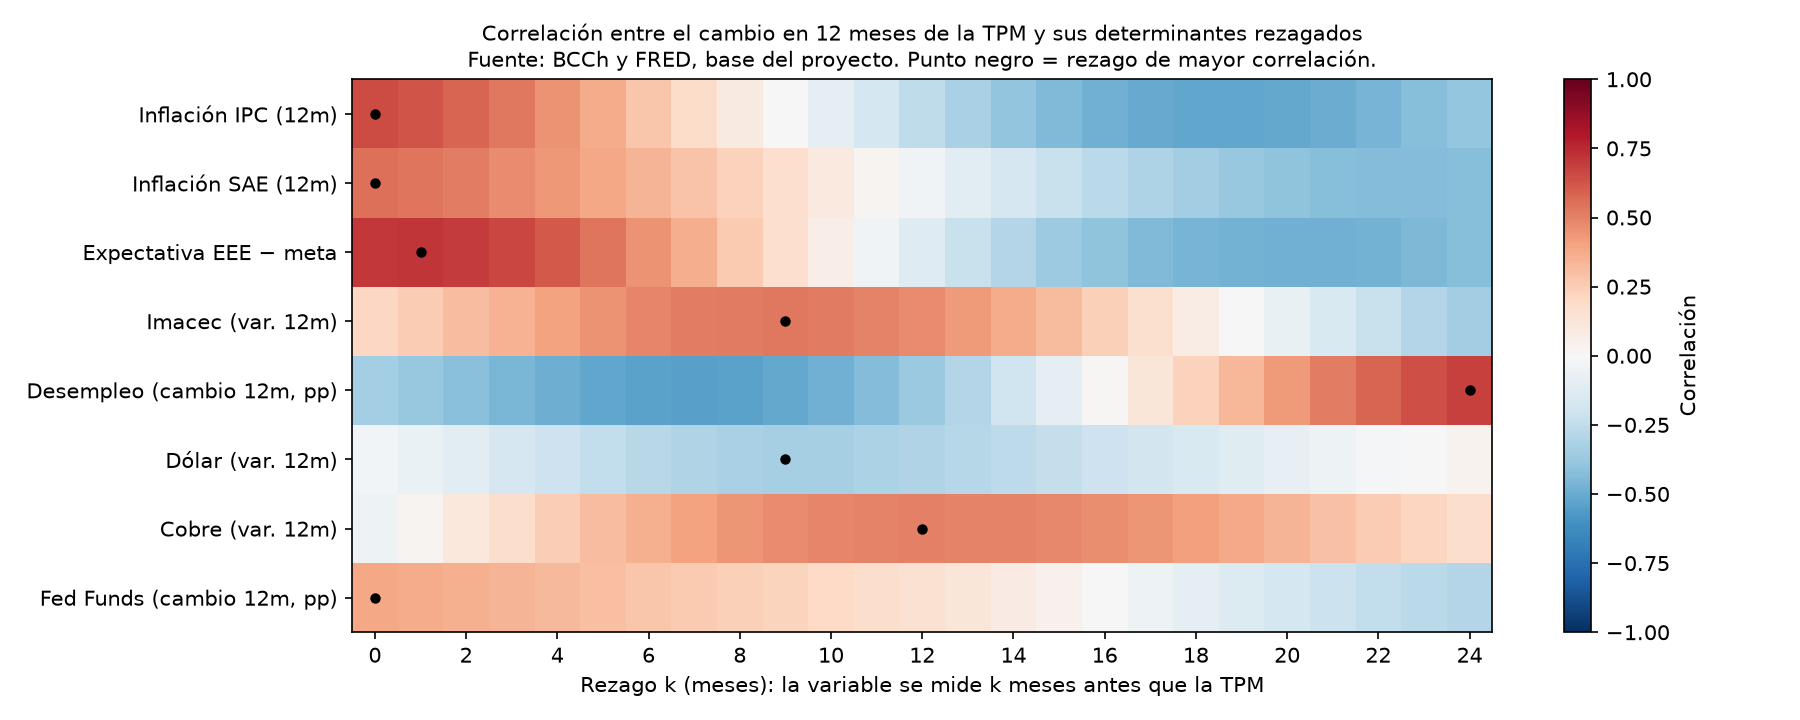 Correlación entre el cambio en 12 meses de la TPM y sus determinantes rezagados
Fuente: BCCh y FRED, base del proyecto. Punto negro = rezago de mayor correlación.
Inflación IPC (12m)
Inflación SAE (12m)
Expectativa EEE − meta
Imacec (var. 12m)
Desempleo (cambio 12m, pp)
Dólar (var. 12m)
Cobre (var. 12m)
Fed Funds (cambio 12m, pp)
0 2 4 6 8 10 12 14 16 18 20 22 24
Rezago k (meses): la variable se mide k meses antes que la TPM
1.00
0.75
0.50
0.25
0.00
−0.25
−0.50
−0.75
−1.00
Correlación